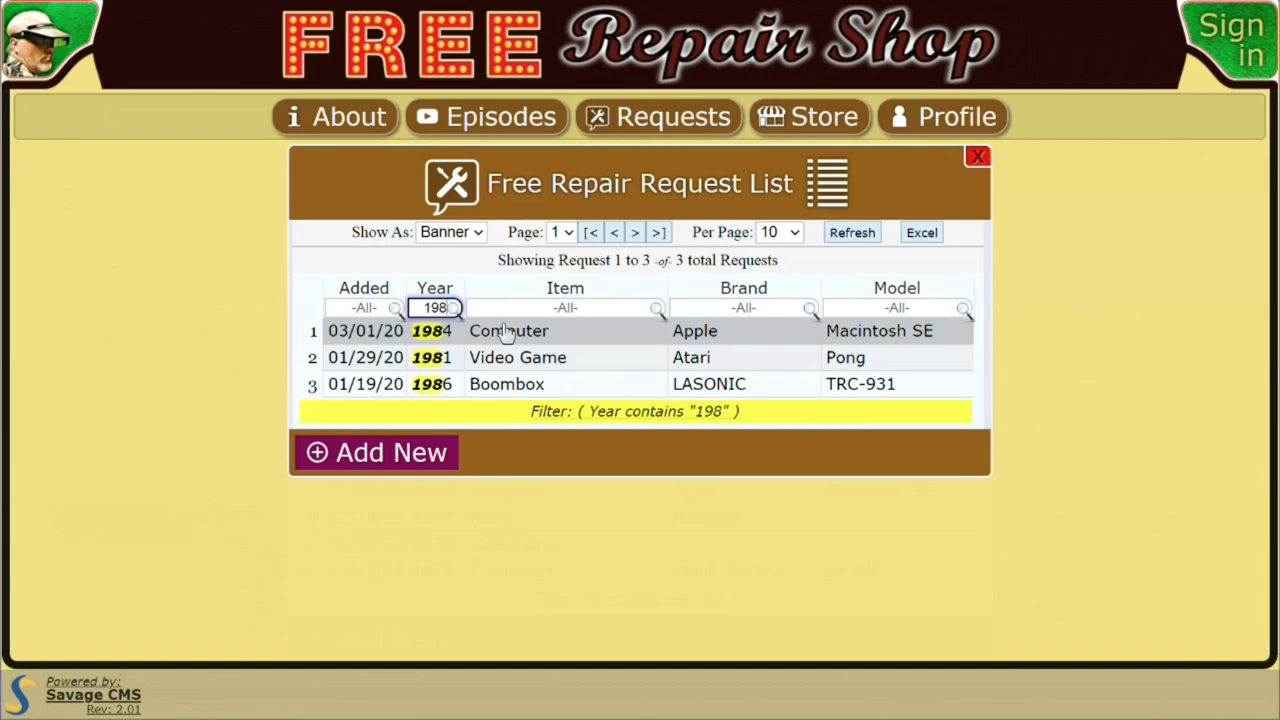 FREE Repair Shop
Sign in
About Episodes Requests Store Profile
X
Free Repair Request List
Show As: Banner Page: 1 [< < > >] Per Page: 10 Refresh Excel
Showing Request 1 to 3 -of- 3 total Requests
Added Year Item Brand Model
-All- 198 -All- -All- -All-
1 03/01/20 1984 Computer Apple Macintosh SE
2 01/29/20 1981 Video Game Atari Pong
3 01/19/20 1986 Boombox LASONIC TRC-931
Filter: ( Year contains "198" )
Add New
Powered by:
Savage CMS
Rev: 2.01